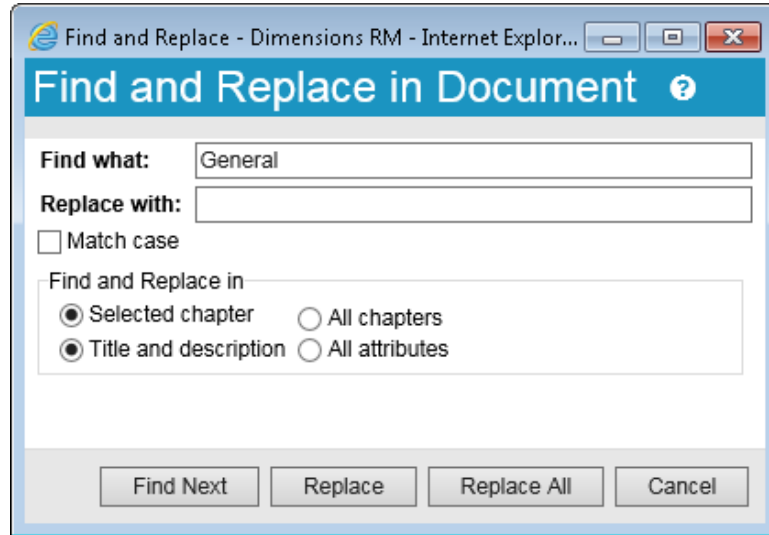 Find and Replace - Dimensions RM - Internet Explor...
Find and Replace in Document ?
Find what: General
Replace with:
Match case
Find and Replace in
Selected chapter All chapters
Title and description All attributes
Find Next Replace Replace All Cancel